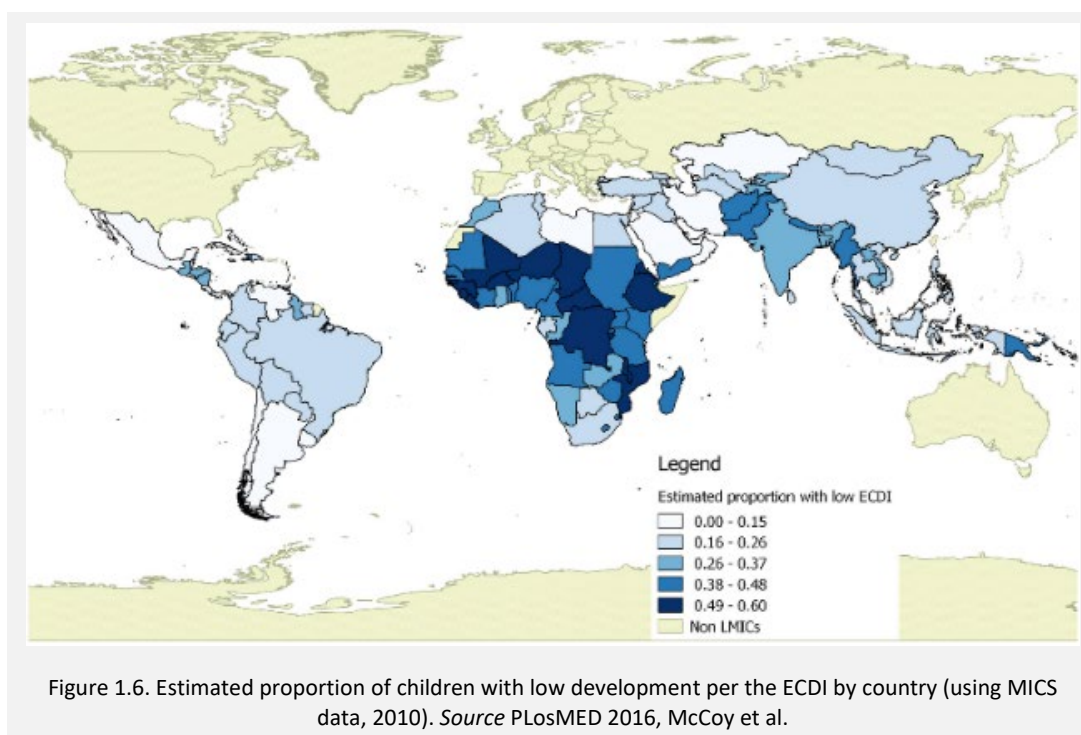 Legend
Estimated proportion with low ECDI
0.00 - 0.15
0.16 - 0.26
0.26 - 0.37
0.38 - 0.48
0.49 - 0.60
Non LMICs
Figure 1.6. Estimated proportion of children with low development per the ECDI by country (using MICS
data, 2010). Source PLosMED 2016, McCoy et al.